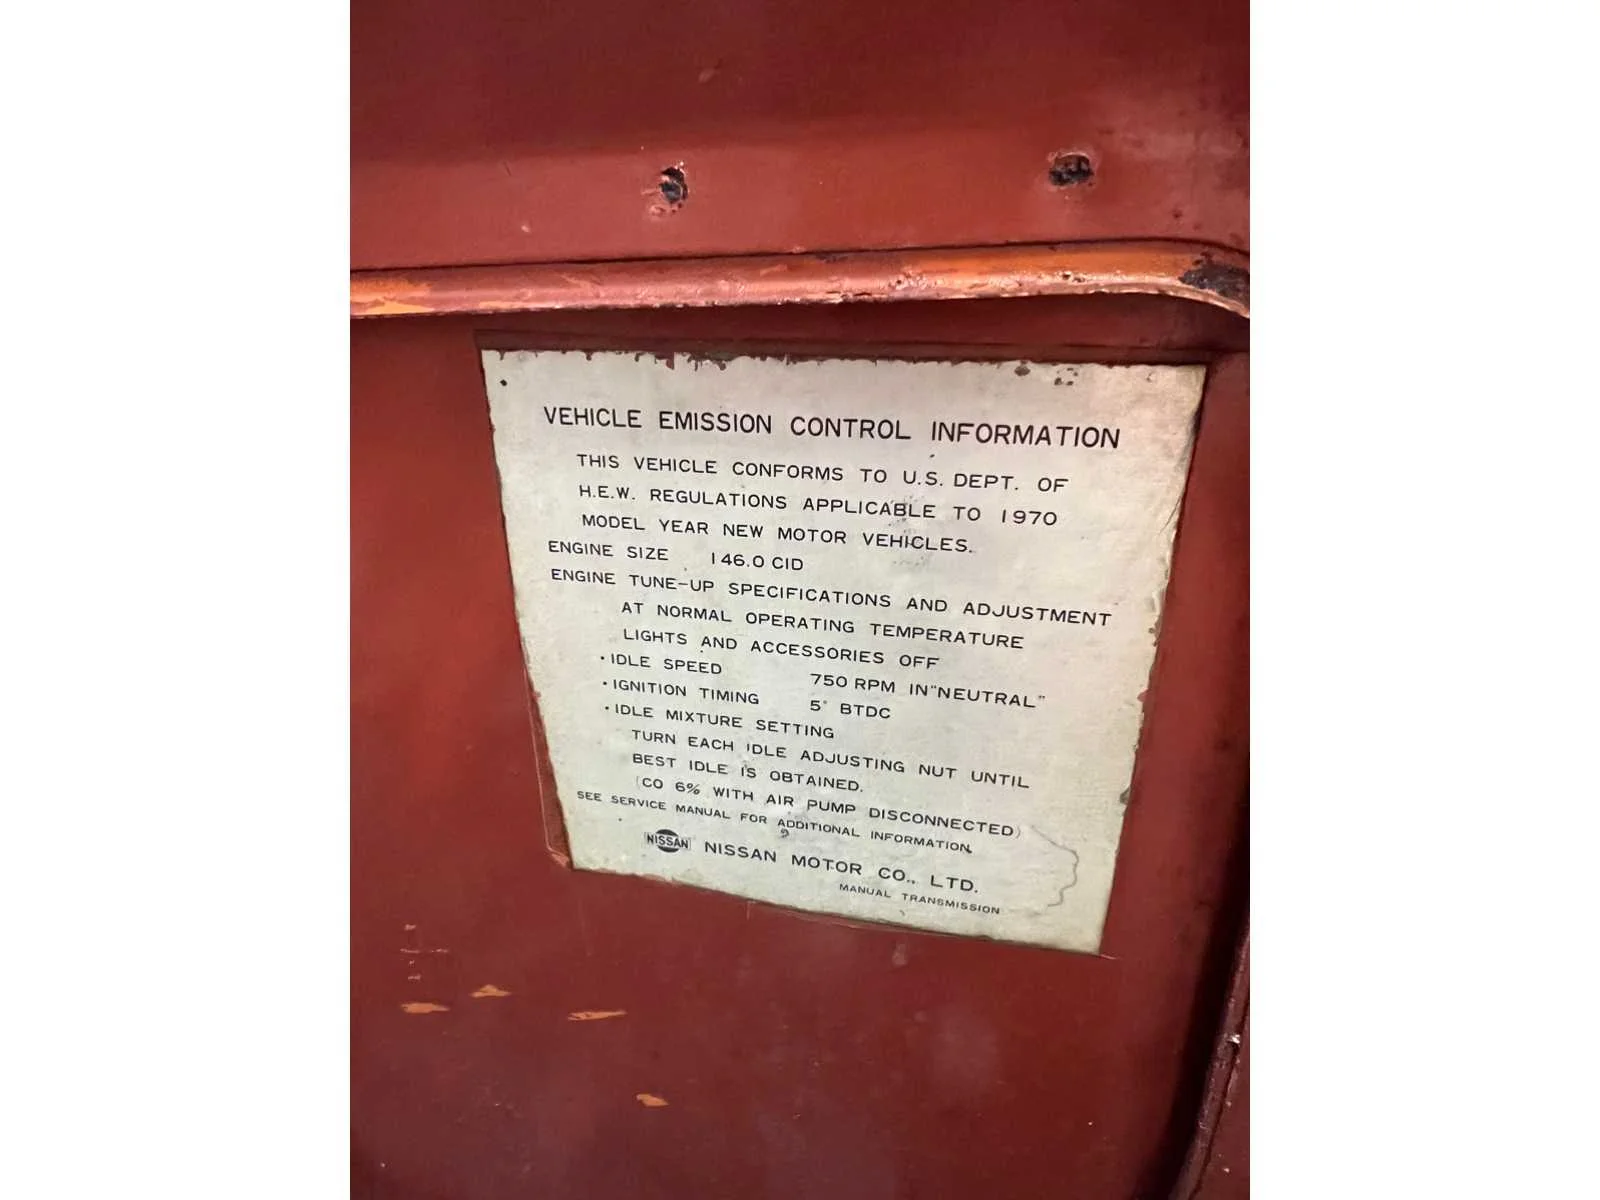 VEHICLE EMISSION CONTROL INFORMATION
THIS VEHICLE CONFORMS TO U.S. DEPT. OF
H.E.W. REGULATIONS APPLICABLE TO 1970
MODEL YEAR NEW MOTOR VEHICLES.
ENGINE SIZE 146.0 CID
ENGINE TUNE-UP SPECIFICATIONS AND ADJUSTMENT
AT NORMAL OPERATING TEMPERATURE
LIGHTS AND ACCESSORIES OFF
・IDLE SPEED 750 RPM IN "NEUTRAL"
・IGNITION TIMING 5° BTDC
・IDLE MIXTURE SETTING
TURN EACH IDLE ADJUSTING NUT UNTIL
BEST IDLE IS OBTAINED.
(CO 6% WITH AIR PUMP DISCONNECTED)
SEE SERVICE MANUAL FOR ADDITIONAL INFORMATION.
NISSAN NISSAN MOTOR CO., LTD.
MANUAL TRANSMISSION